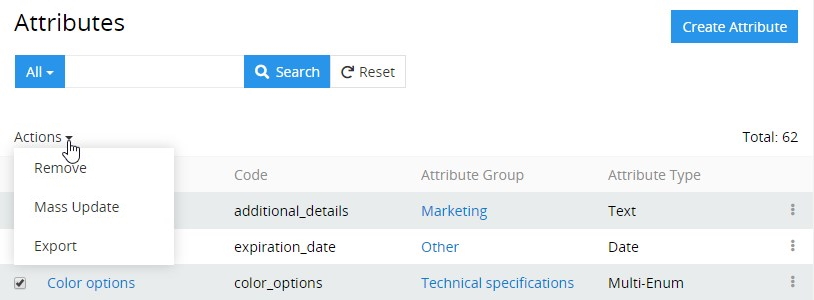 Attributes
Create Attribute
All Search Reset
Actions Total: 62
Remove
Code Attribute Group Attribute Type
Mass Update
additional_details Marketing Text
Export
expiration_date Other Date
Color options color_options Technical specifications Multi-Enum